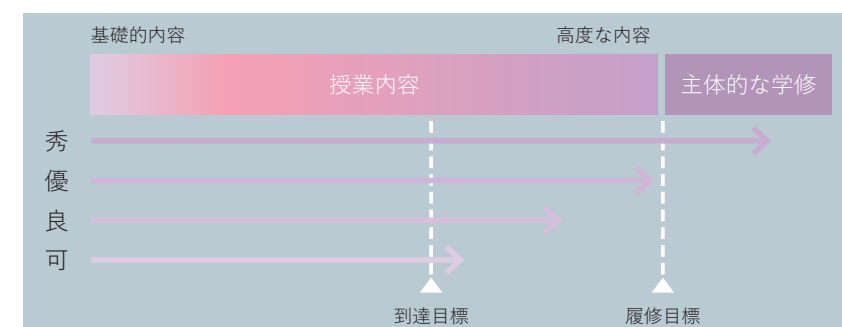 基礎的内容
高度な内容
授業内容
主体的な学修
秀
優
良
可
到達目標
履修目標